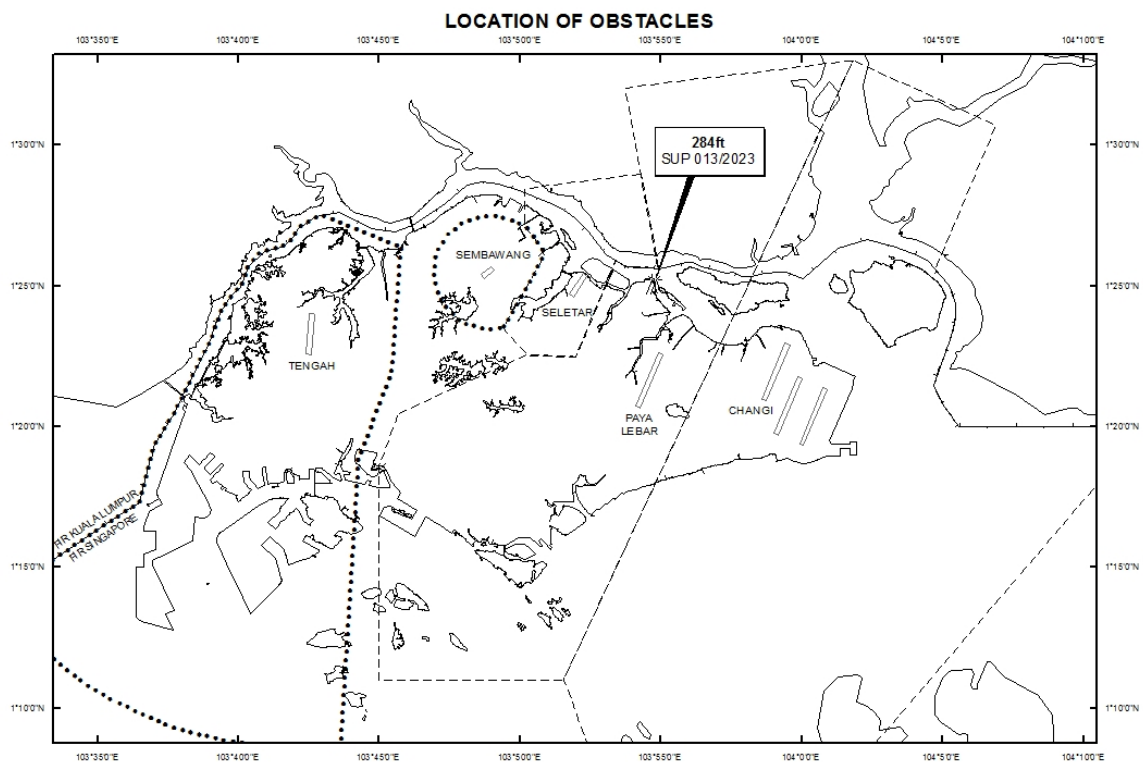 LOCATION OF OBSTACLES
103°35'0"E 103°40'0"E 103°45'0"E 103°50'0"E 103°55'0"E 104°0'0"E 104°5'0"E 104°10'0"E
1°30'0"N 1°30'0"N
284ft
SUP 013/2023
SEMBAWANG
1°25'0"N 1°25'0"N
SELETAR
TENGAH
PAYA
LEBAR
CHANGI
1°20'0"N 1°20'0"N
FIR KUALA LUMPUR
FIR SINGAPORE
1°15'0"N 1°15'0"N
1°10'0"N 1°10'0"N
103°35'0"E 103°40'0"E 103°45'0"E 103°50'0"E 103°55'0"E 104°0'0"E 104°5'0"E 104°10'0"E